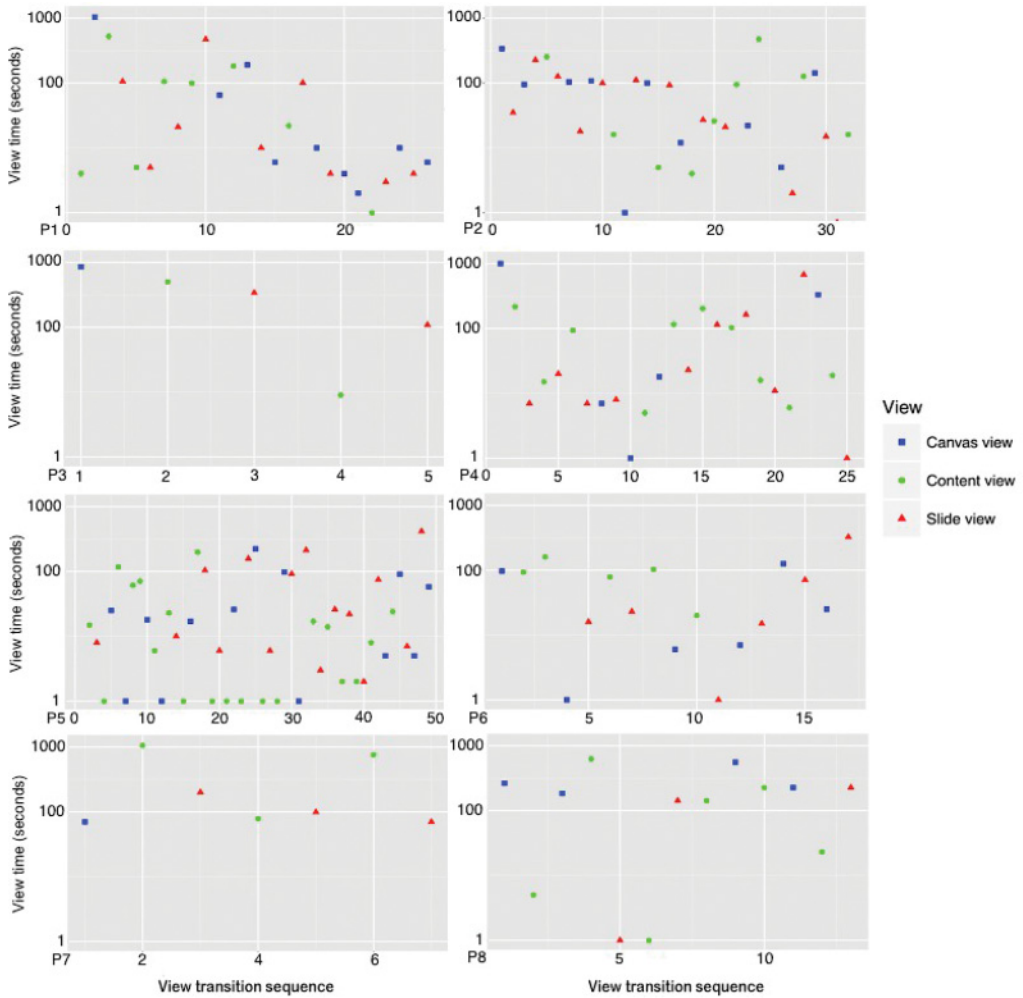 1000
100
1
View time (seconds)
P1 0 10 20
1000
100
1
P2 0 10 20 30
1000
100
1
View time (seconds)
P3 1 2 3 4 5
1000
100
1
P4 0 5 10 15 20 25
View
Canvas view
Content view
Slide view
1000
100
1
View time (seconds)
P5 0 10 20 30 40 50
1000
100
1
P6 5 10 15
1000
100
1
View time (seconds)
P7 2 4 6
View transition sequence
1000
100
1
P8 5 10
View transition sequence